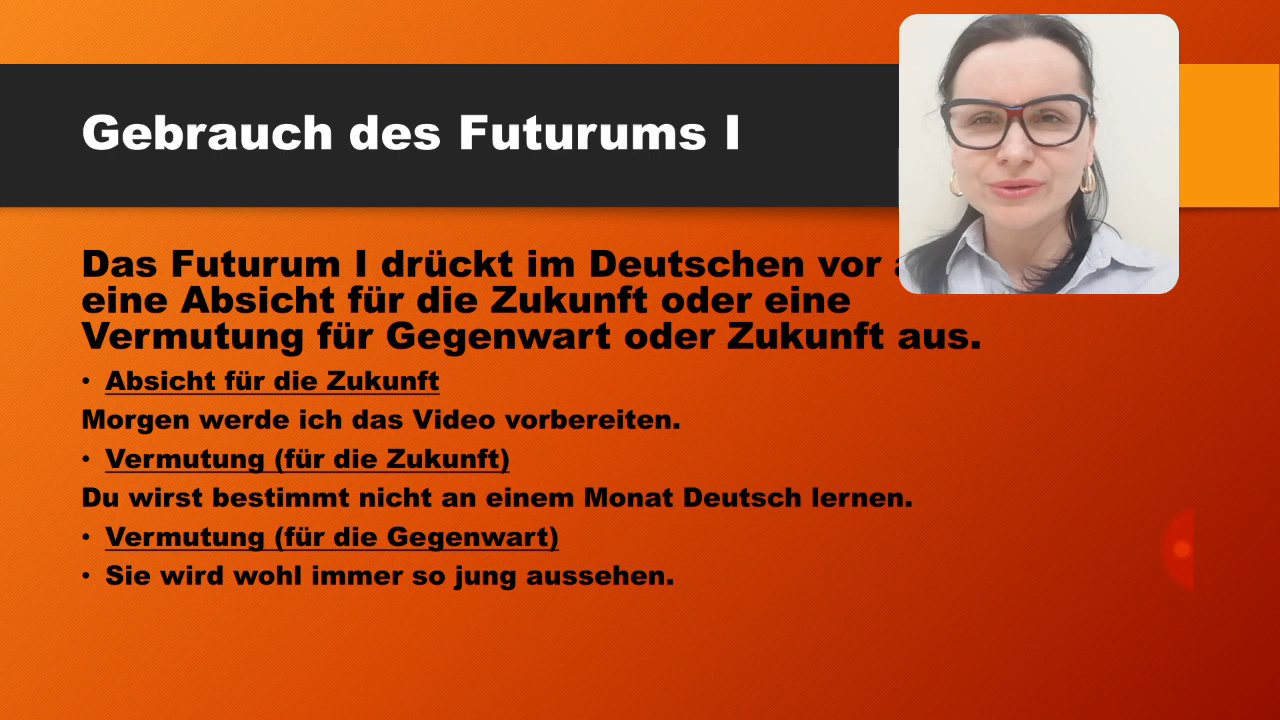 Gebrauch des Futurums I
Das Futurum I drückt im Deutschen vor
eine Absicht für die Zukunft oder eine
Vermutung für Gegenwart oder Zukunft aus.
• Absicht für die Zukunft
Morgen werde ich das Video vorbereiten.
• Vermutung (für die Zukunft)
Du wirst bestimmt nicht an einem Monat Deutsch lernen.
• Vermutung (für die Gegenwart)
• Sie wird wohl immer so jung aussehen.